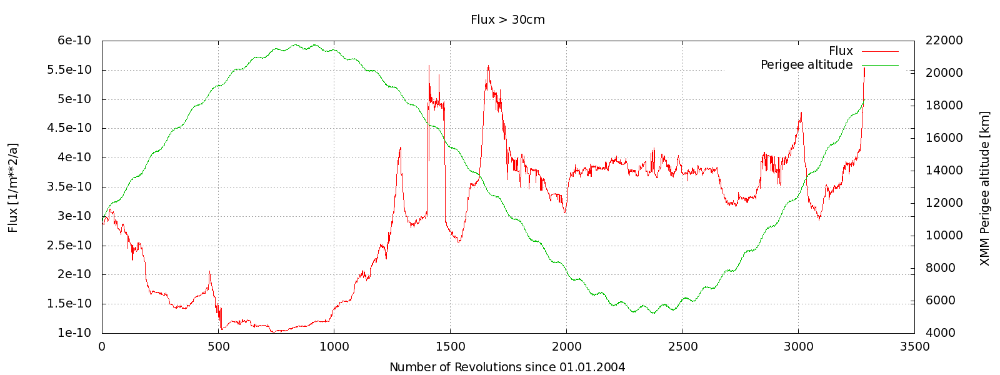 Flux > 30cm
6e-10
5.5e-10
5e-10
4.5e-10
4e-10
3.5e-10
3e-10
2.5e-10
2e-10
1.5e-10
1e-10
Flux [1/m**2/a]
22000
20000
18000
16000
14000
12000
10000
8000
6000
4000
XMM Perigee altitude [km]
Flux
Perigee altitude
0 500 1000 1500 2000 2500 3000 3500
Number of Revolutions since 01.01.2004